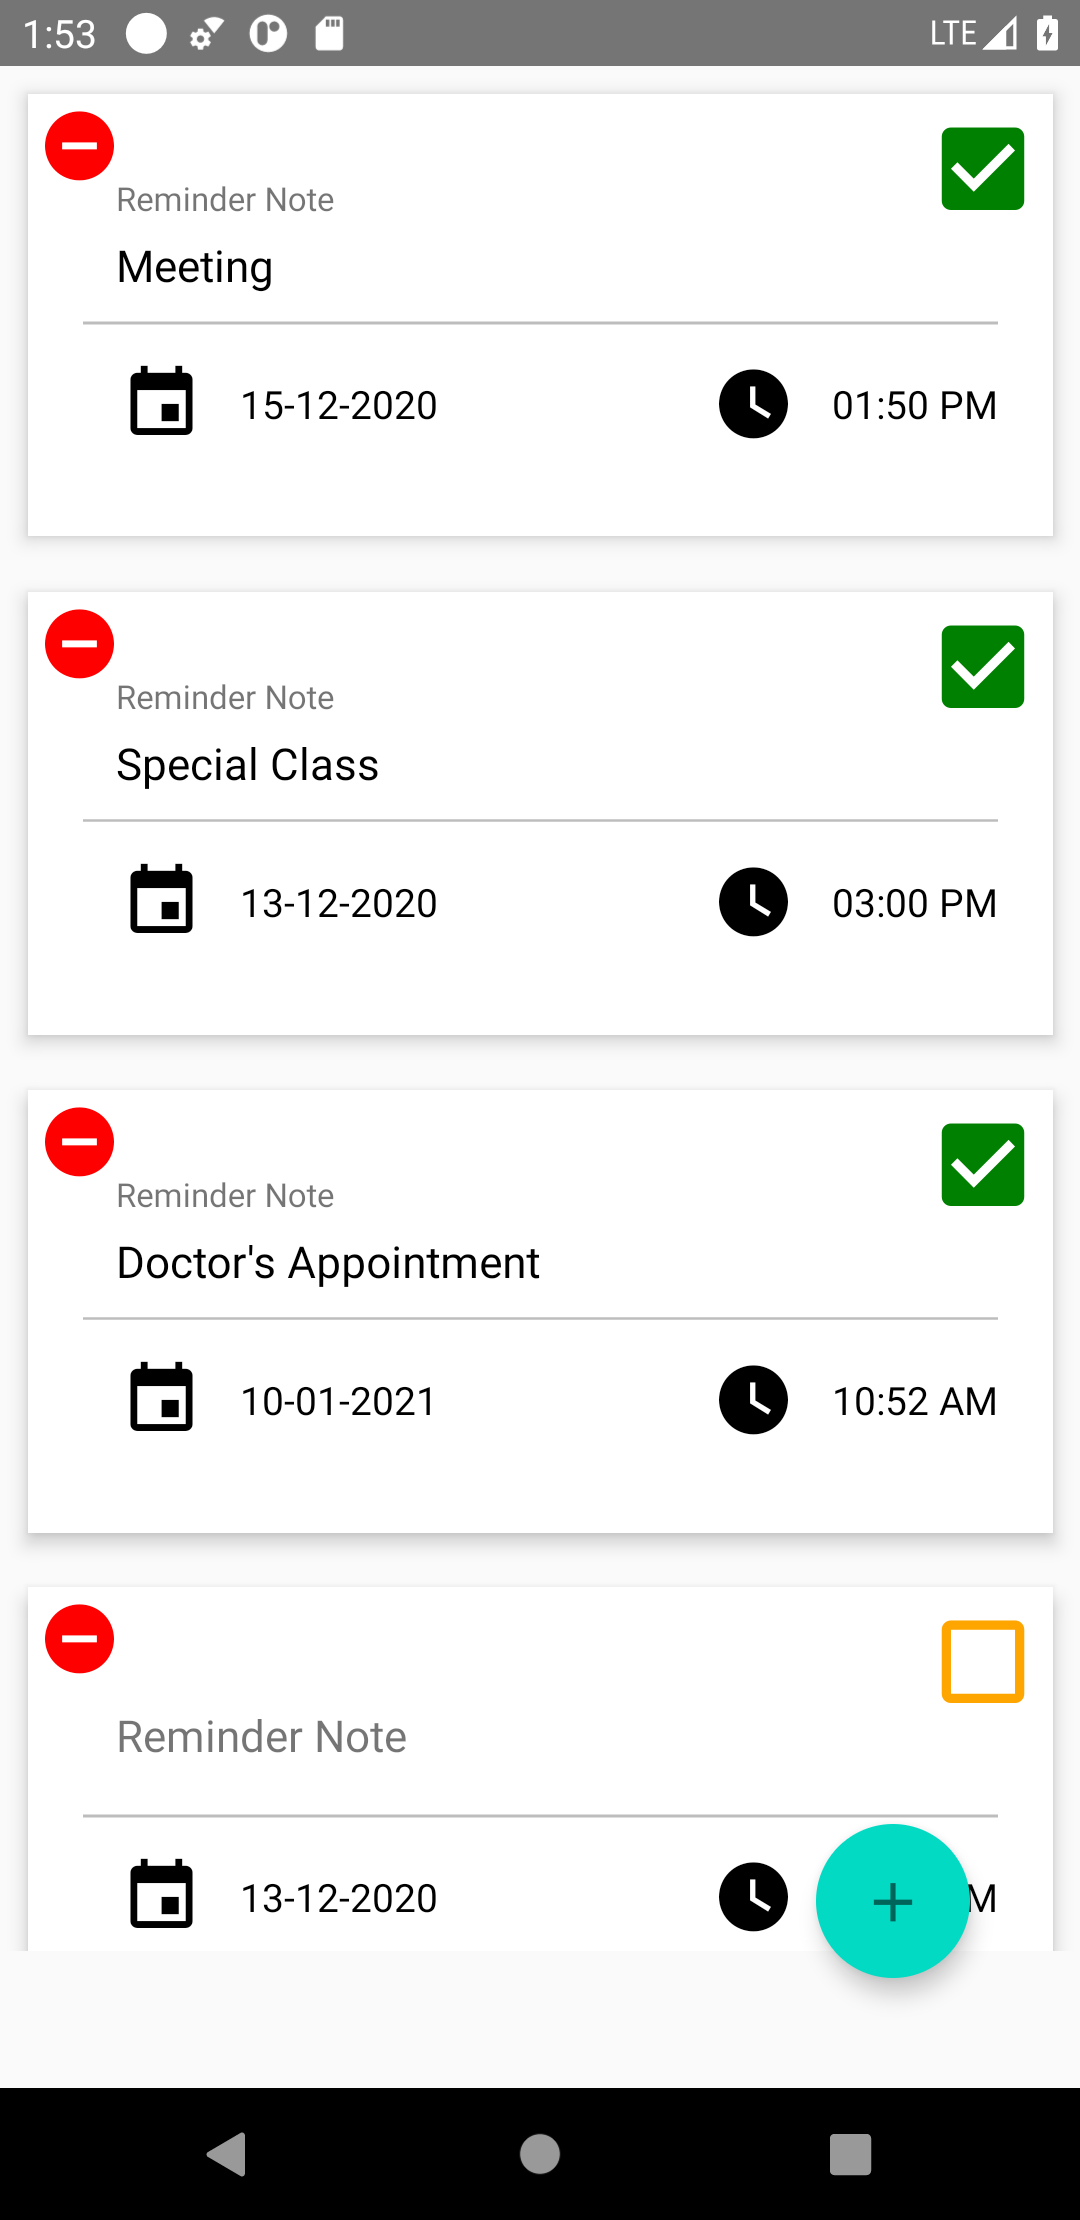 1:53 LTE
Reminder Note
Meeting
15-12-2020 01:50 PM
Reminder Note
Special Class
13-12-2020 03:00 PM
Reminder Note
Doctor's Appointment
10-01-2021 10:52 AM
Reminder Note
13-12-2020 M